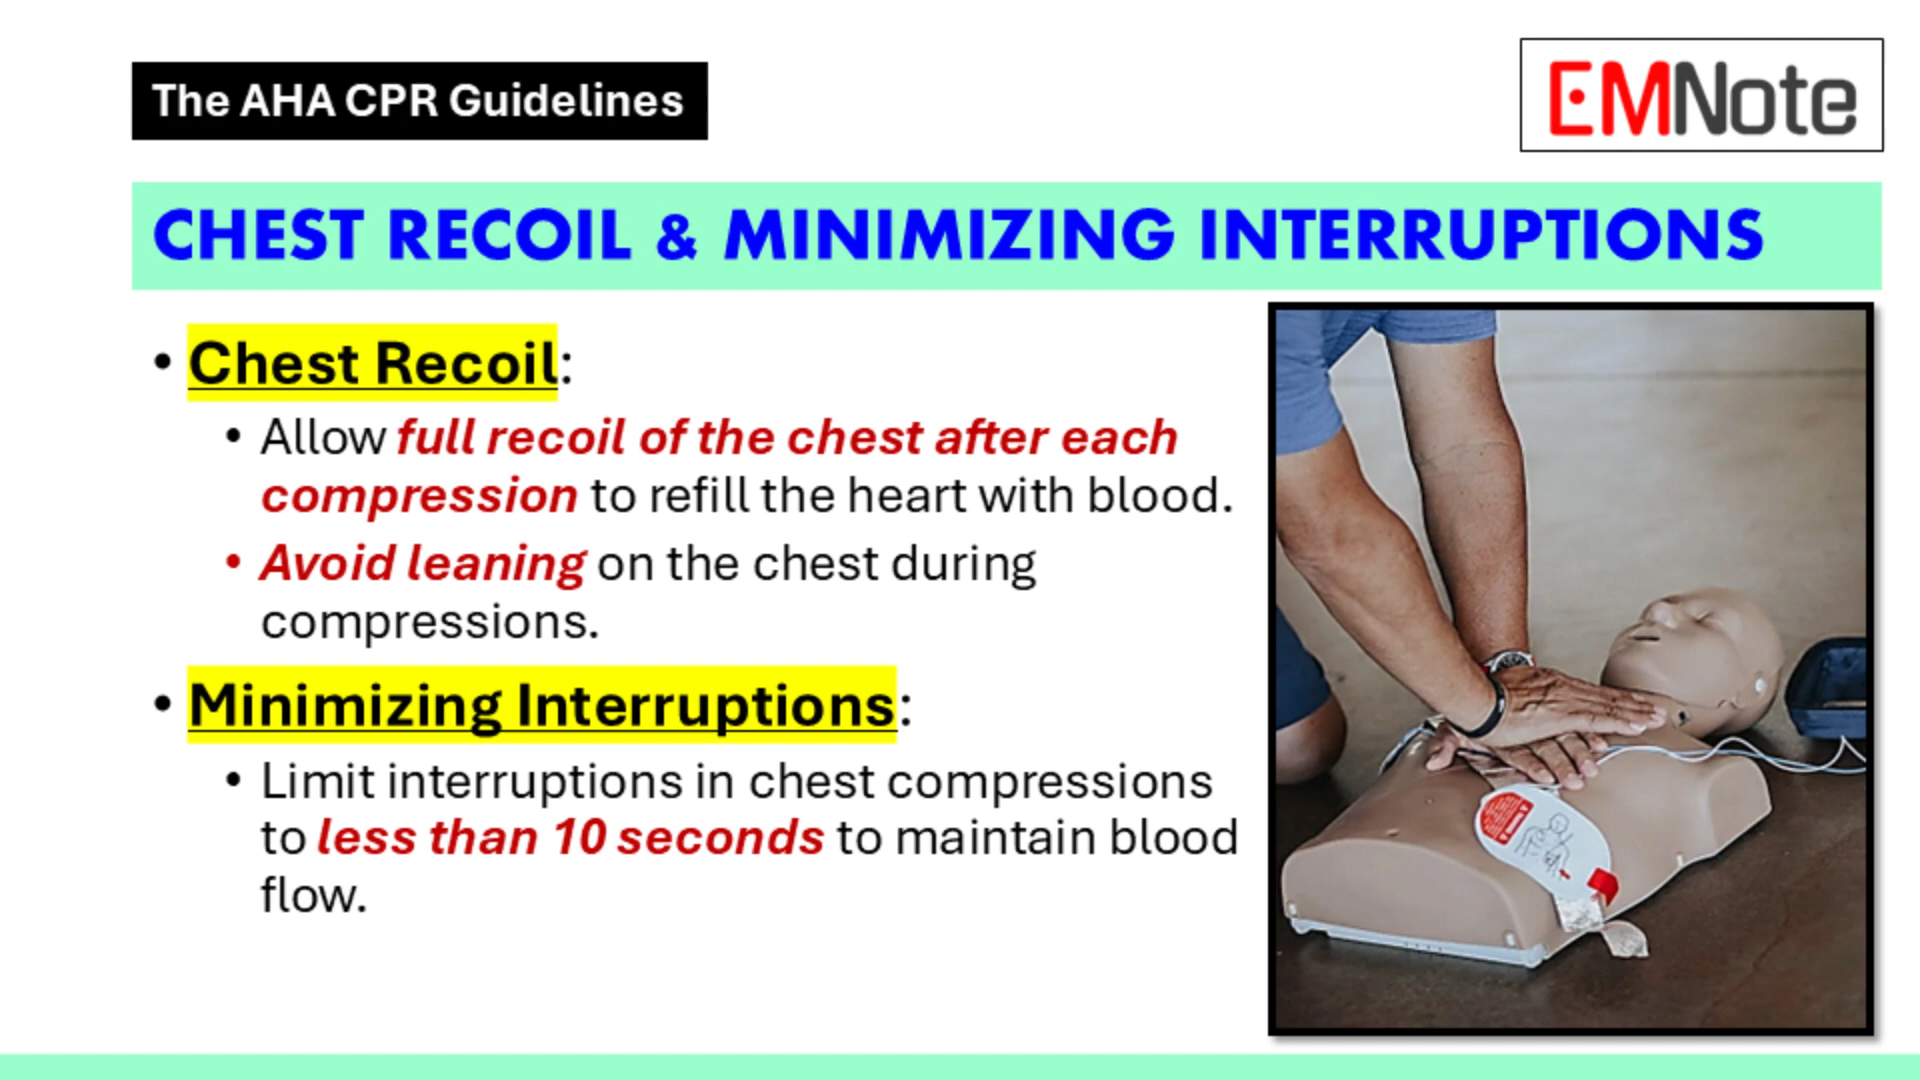 The AHA CPR Guidelines
EMNote
CHEST RECOIL & MINIMIZING INTERRUPTIONS
• Chest Recoil:
• Allow full recoil of the chest after each
compression to refill the heart with blood.
• Avoid leaning on the chest during
compressions.
• Minimizing Interruptions:
• Limit interruptions in chest compressions
to less than 10 seconds to maintain blood
flow.